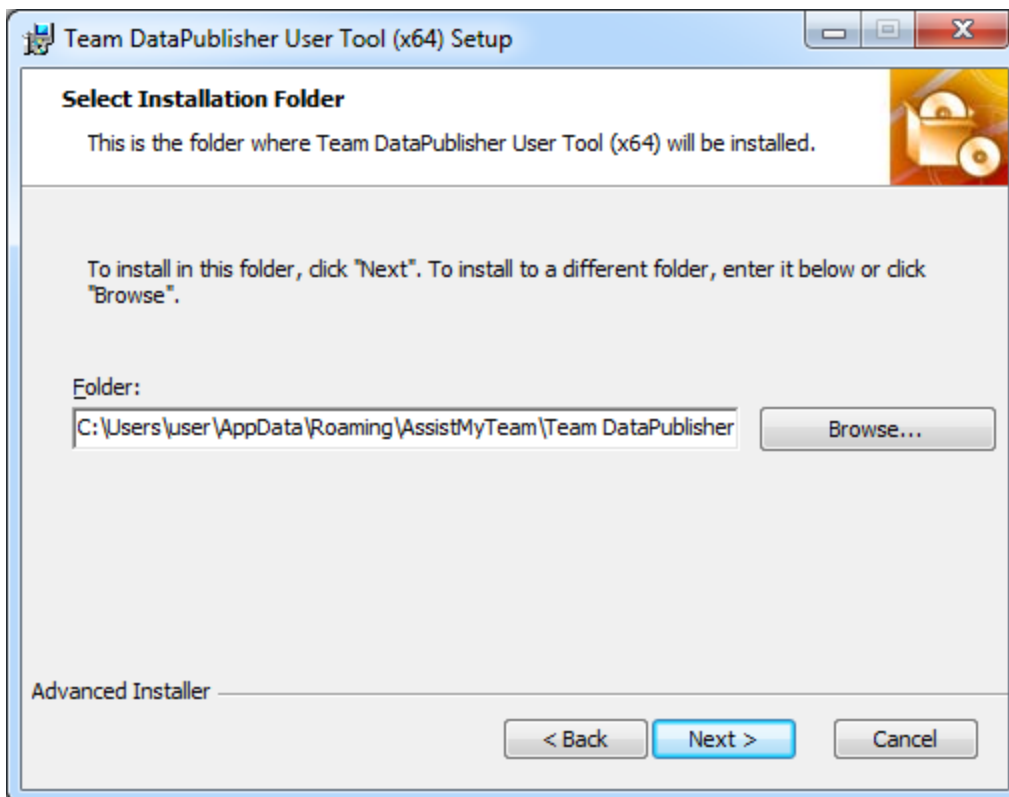 Team DataPublisher User Tool (x64) Setup
Select Installation Folder
This is the folder where Team DataPublisher User Tool (x64) will be installed.
To install in this folder, click "Next". To install to a different folder, enter it below or click
"Browse".
Folder:
C:\Users\user\AppData\Roaming\AssistMyTeam\Team DataPublisher
Browse...
Advanced Installer
< Back
Next >
Cancel